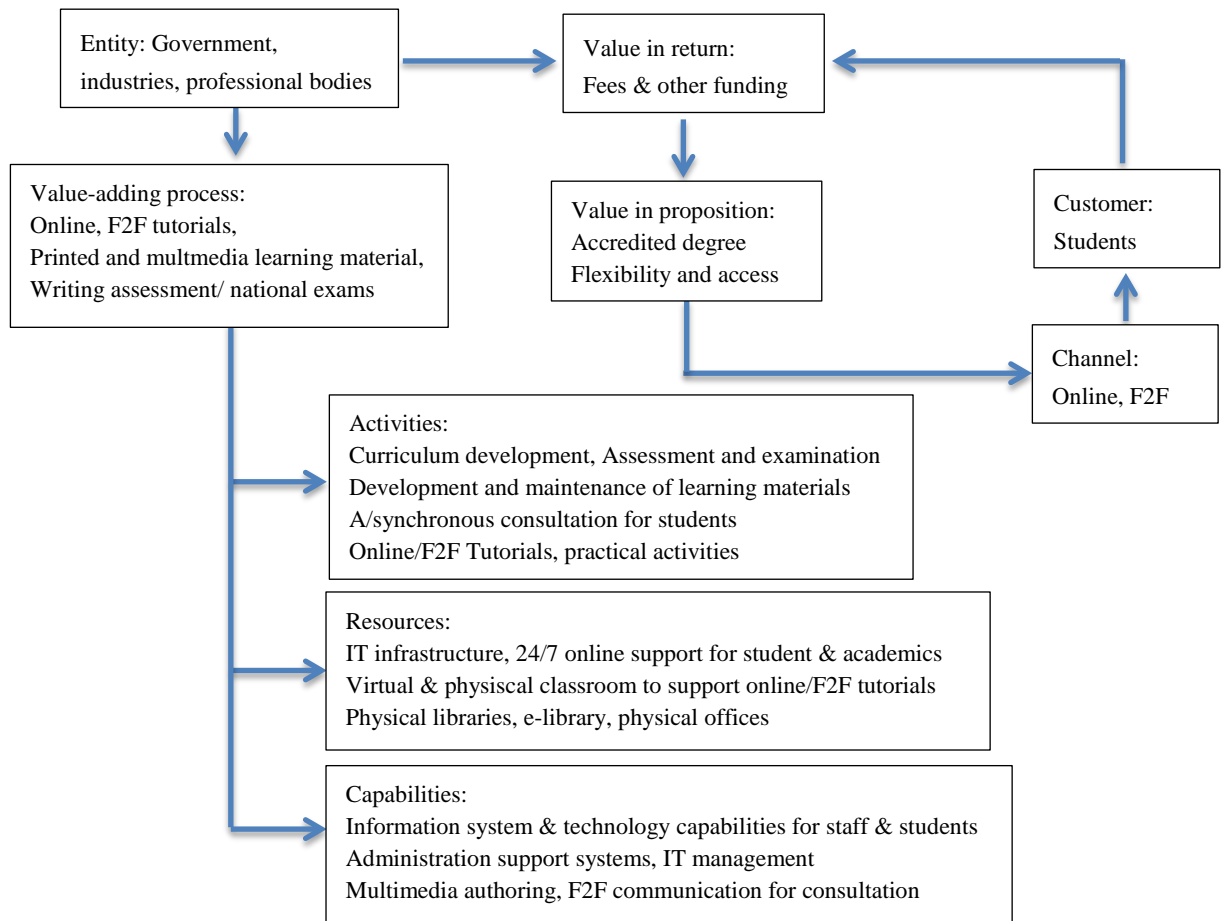 Entity: Government,
industries, professional bodies
Value in return:
Fees & other funding
Value-adding process:
Online, F2F tutorials,
Printed and multmedia learning material,
Writing assessment/ national exams
Value in proposition:
Accredited degree
Flexibility and access
Customer:
Students
Channel:
Online, F2F
Activities:
Curriculum development, Assessment and examination
Development and maintenance of learning materials
A/synchronous consultation for students
Online/F2F Tutorials, practical activities
Resources:
IT infrastructure, 24/7 online support for student & academics
Virtual & physiscal classroom to support online/F2F tutorials
Physical libraries, e-library, physical offices
Capabilities:
Information system & technology capabilities for staff & students
Administration support systems, IT management
Multimedia authoring, F2F communication for consultation